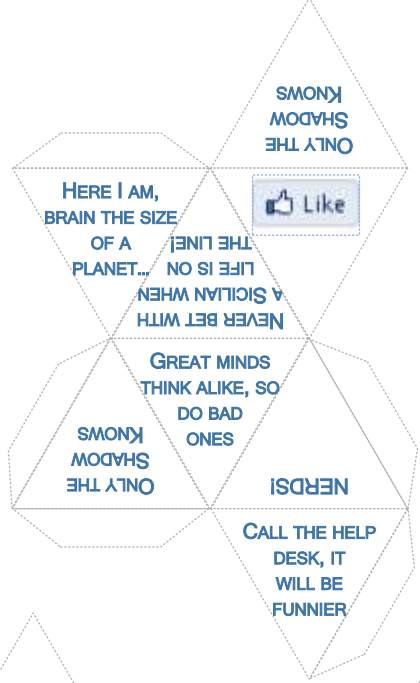 Only the
Shadow
Knows
Like
Here I am,
brain the size
of a
planet...
Never bet with
a Sicilian when
life is on
the line!
Great minds
think alike, so
do bad
ones
Only the
Shadow
Knows
NERDS!
Call the help
desk, it
will be
funnier